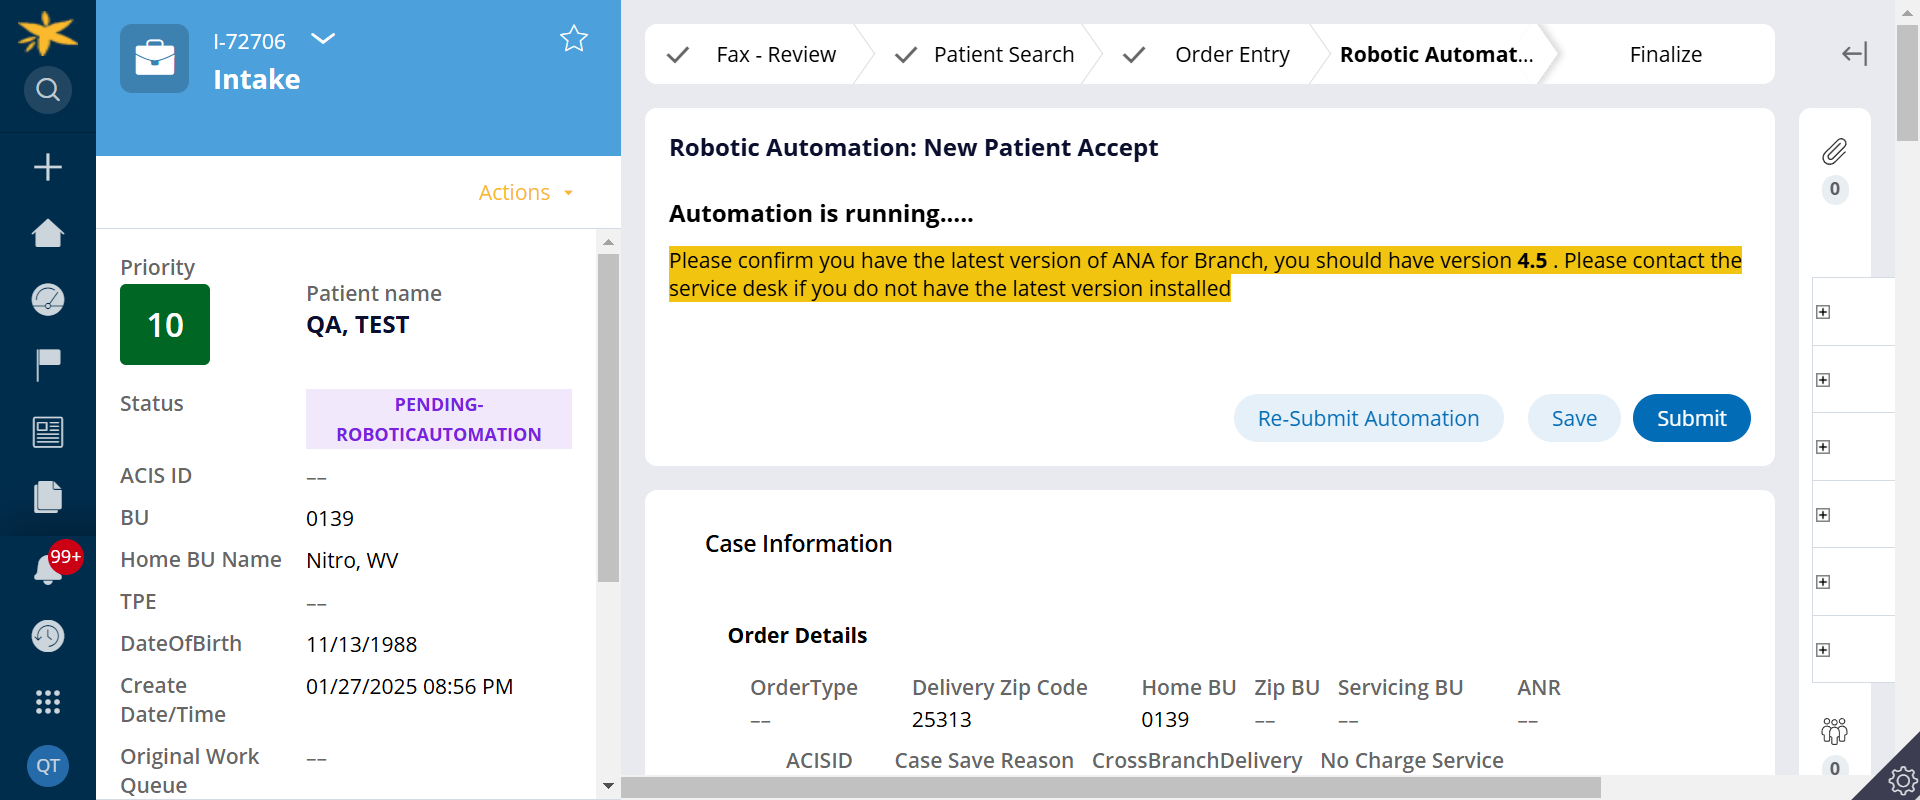 I-72706
Intake
Actions
Priority
10
Patient name
QA, TEST
Status
PENDING-
ROBOTICAUTOMATION
ACIS ID
––
BU
0139
Home BU Name
Nitro, WV
TPE
––
DateOfBirth
11/13/1988
Create
Date/Time
01/27/2025 08:56 PM
Original Work
Queue
––
99+
QT
Fax - Review
Patient Search
Order Entry
Robotic Automat...
Finalize
Robotic Automation: New Patient Accept
Automation is running.....
Please confirm you have the latest version of ANA for Branch, you should have version 4.5 . Please contact the
service desk if you do not have the latest version installed
Re-Submit Automation
Save
Submit
Case Information
Order Details
OrderType Delivery Zip Code Home BU Zip BU Servicing BU ANR
–– 25313 0139 –– –– ––
ACISID Case Save Reason CrossBranchDelivery No Charge Service
0
0